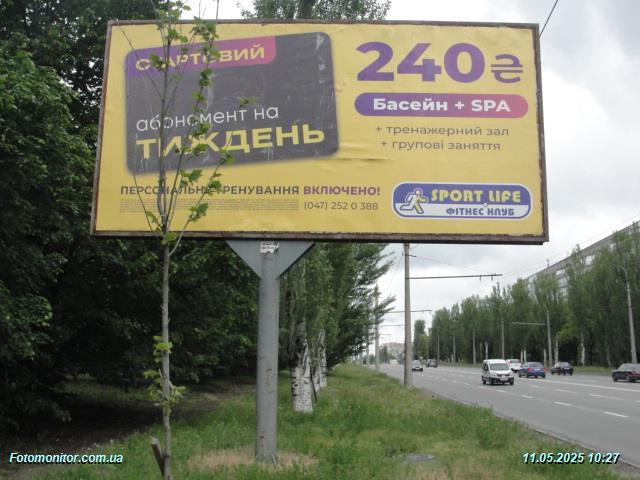 СТАРТОВИЙ
абонемент на
ТИЖДЕНЬ
240₴
Басейн + SPA
+ тренажерний зал
+ групові заняття
ПЕРСОНАЛЬНЕ ТРЕНУВАННЯ ВКЛЮЧЕНО!
(047) 252 0 388
SPORT LIFE
ФІТНЕС КЛУБ
Fotomonitor.com.ua
11.05.2025 10:27